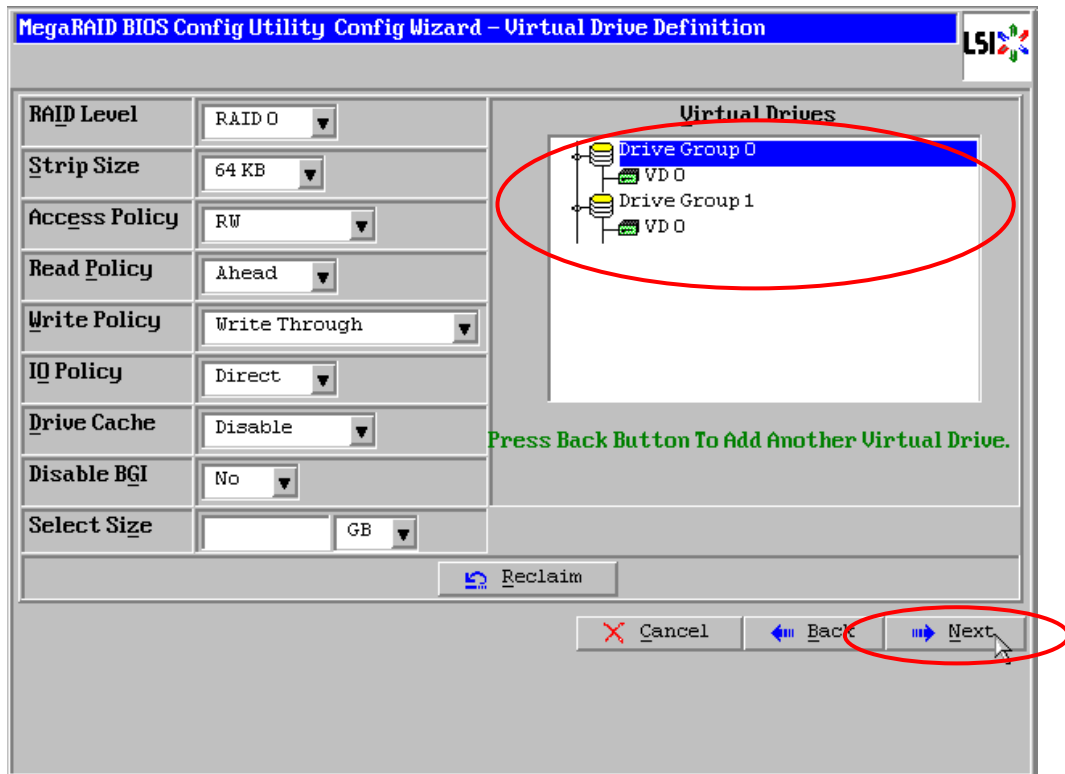 MegaRAID BIOS Config Utility Config Wizard – Virtual Drive Definition
LSI
RAID Level
RAID 0
Strip Size
64 KB
Access Policy
RW
Read Policy
Ahead
Write Policy
Write Through
IO Policy
Direct
Drive Cache
Disable
Disable BGI
No
Select Size
GB
Virtual Drives
Drive Group 0
VD 0
Drive Group 1
VD 0
Press Back Button To Add Another Virtual Drive.
Reclaim
Cancel
Back
Next